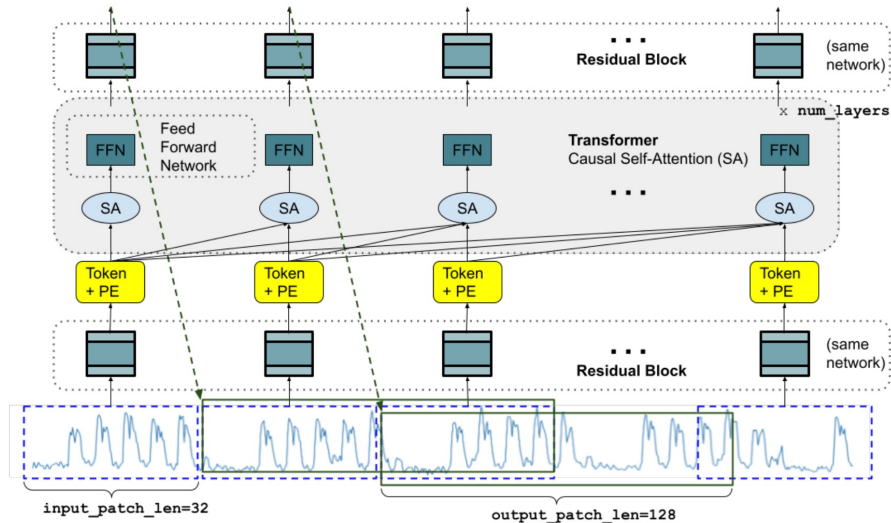 ...
Residual Block
(same
network)
x num_layers
Feed
Forward
Network
FFN
FFN
FFN
FFN
Transformer
Causal Self-Attention (SA)
...
SA
SA
SA
SA
Token
+ PE
Token
+ PE
Token
+ PE
Token
+ PE
...
Residual Block
(same
network)
input_patch_len=32
output_patch_len=128